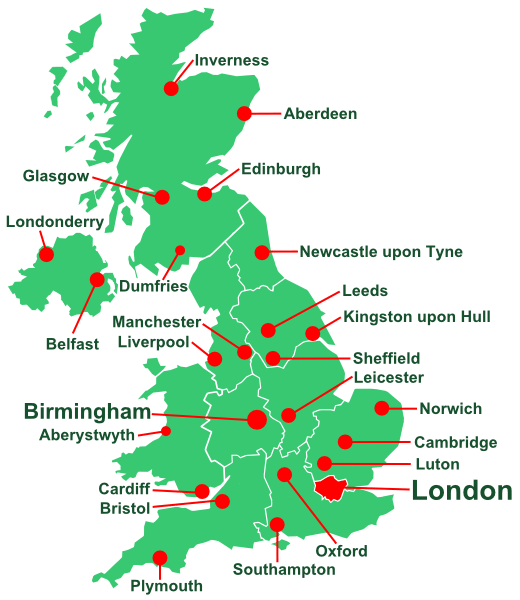 Inverness
Aberdeen
Edinburgh
Glasgow
Londonderry
Newcastle upon Tyne
Dumfries
Leeds
Kingston upon Hull
Manchester
Liverpool
Belfast
Sheffield
Leicester
Birmingham
Norwich
Aberystwyth
Cambridge
Luton
Cardiff
London
Bristol
Oxford
Southampton
Plymouth